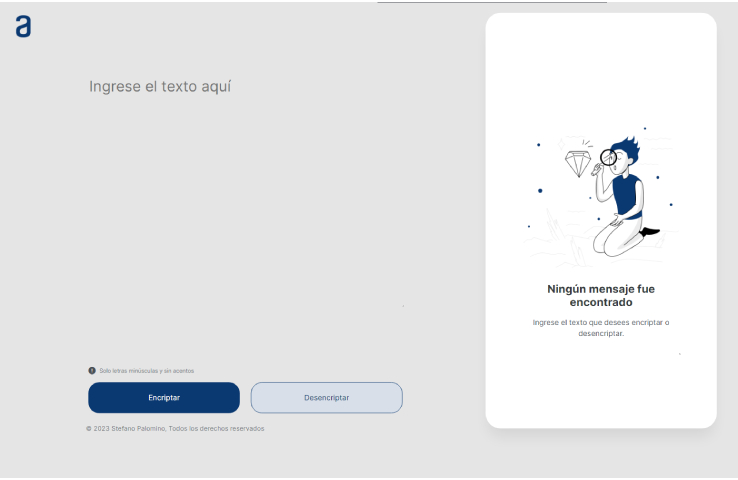 a
Ingrese el texto aquí
Ningún mensaje fue
encontrado
Ingrese el texto que desees encriptar o
desencriptar.
! Solo letras minúsculas y sin acentos
Encriptar
Desencriptar
© 2023 Stefano Palomino, Todos los derechos reservados